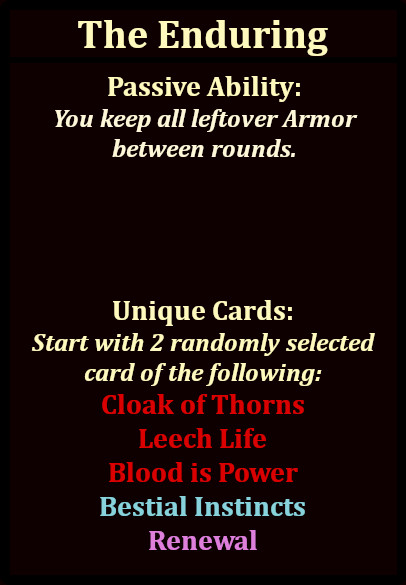 The Enduring
Passive Ability:
You keep all leftover Armor
between rounds.
Unique Cards:
Start with 2 randomly selected
card of the following:
Cloak of Thorns
Leech Life
Blood is Power
Bestial Instincts
Renewal